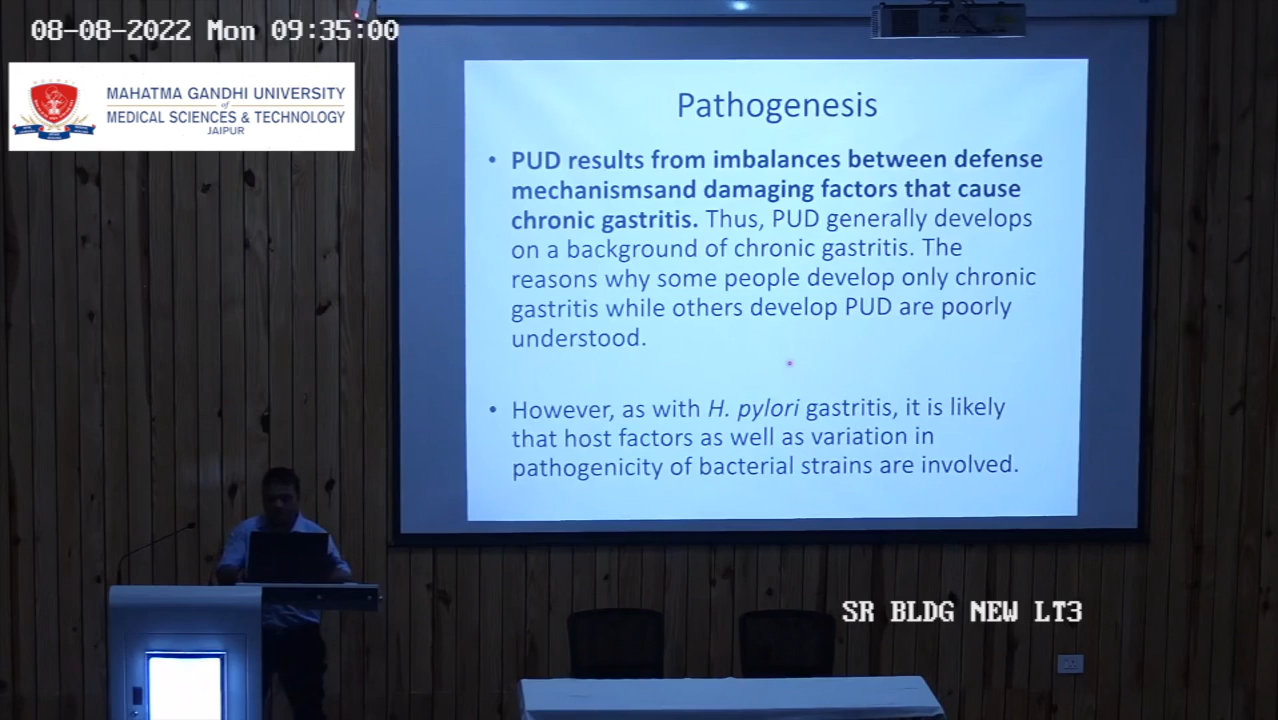 08-08-2022 Mon 09:35:00
MAHATMA GANDHI UNIVERSITY
of
MEDICAL SCIENCES & TECHNOLOGY
JAIPUR
Pathogenesis
• PUD results from imbalances between defense
mechanismsand damaging factors that cause
chronic gastritis. Thus, PUD generally develops
on a background of chronic gastritis. The
reasons why some people develop only chronic
gastritis while others develop PUD are poorly
understood.
• However, as with H. pylori gastritis, it is likely
that host factors as well as variation in
pathogenicity of bacterial strains are involved.
SR BLDG NEW LT3